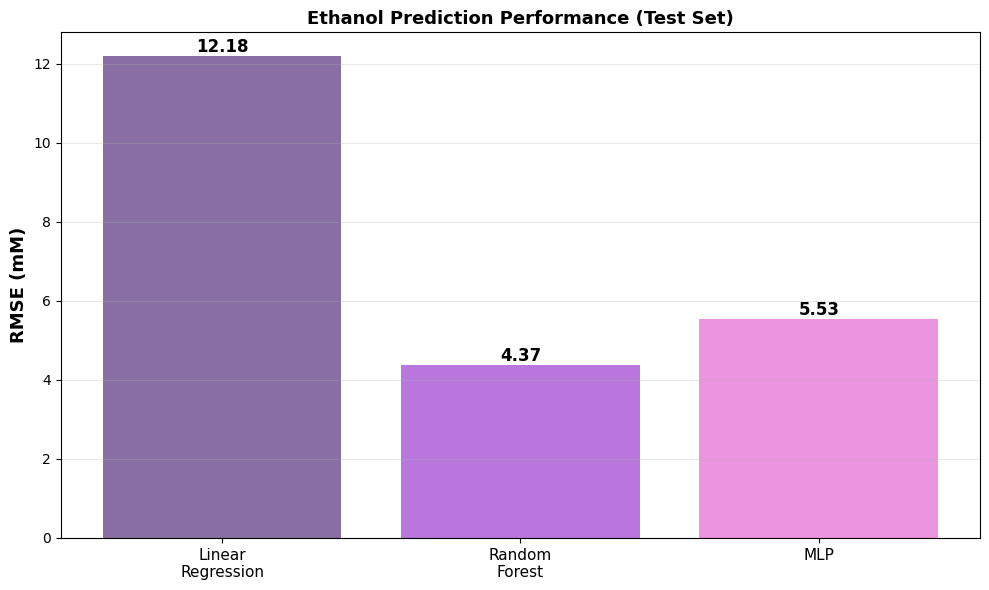 Ethanol Prediction Performance (Test Set)
RMSE (mM)
12
10
8
6
4
2
0
12.18
4.37
5.53
Linear
Regression
Random
Forest
MLP